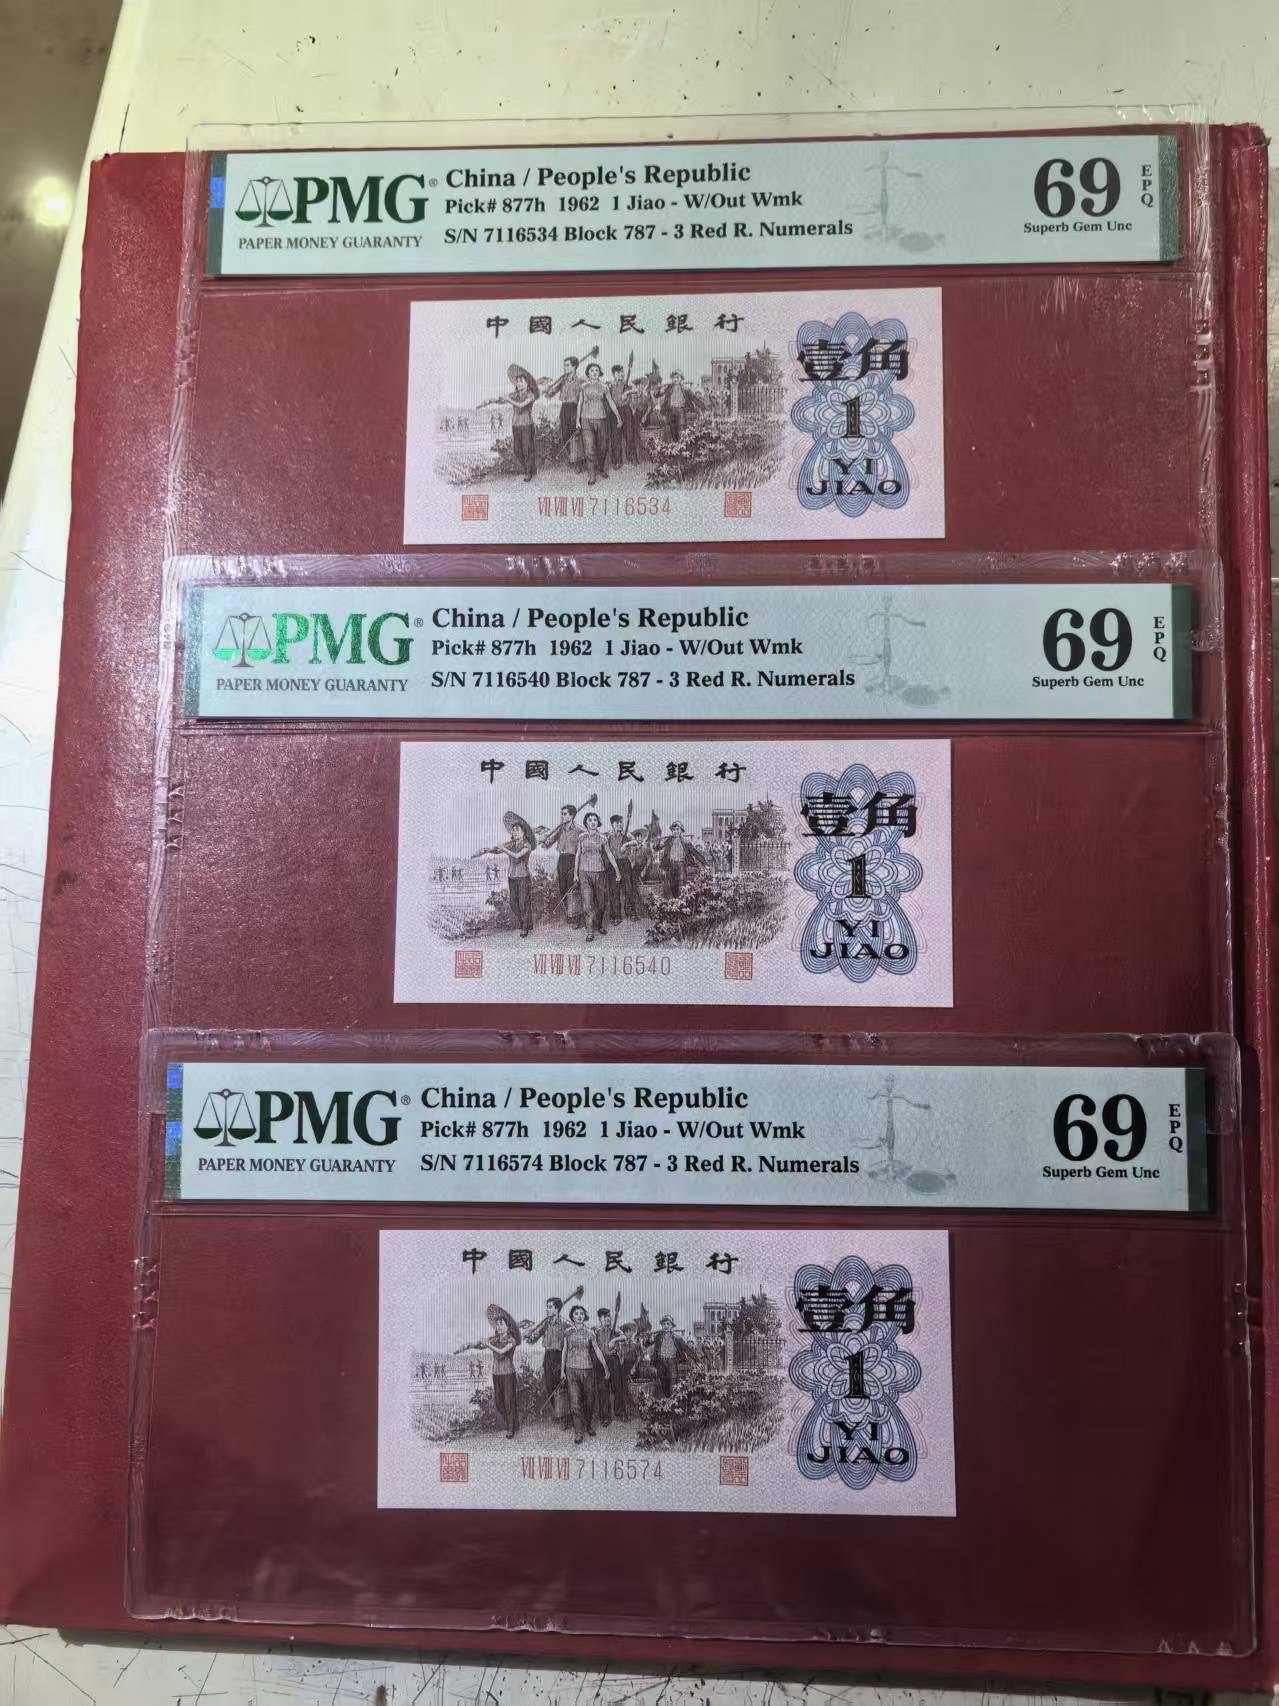 PMG®
PAPER MONEY GUARANTY
China / People's Republic
Pick# 877h 1962 1 Jiao - W/Out Wmk
S/N 7116534 Block 787 - 3 Red R. Numerals
69
EPQ
Superb Gem Unc
中國人民銀行
壹角
1
YI
JIAO
Ⅶ Ⅷ Ⅶ 7116534
PMG®
PAPER MONEY GUARANTY
China / People's Republic
Pick# 877h 1962 1 Jiao - W/Out Wmk
S/N 7116540 Block 787 - 3 Red R. Numerals
69
EPQ
Superb Gem Unc
中國人民銀行
壹角
1
YI
JIAO
Ⅶ Ⅷ Ⅶ 7116540
PMG®
PAPER MONEY GUARANTY
China / People's Republic
Pick# 877h 1962 1 Jiao - W/Out Wmk
S/N 7116574 Block 787 - 3 Red R. Numerals
69
EPQ
Superb Gem Unc
中國人民銀行
壹角
1
YI
JIAO
Ⅶ Ⅷ Ⅶ 7116574